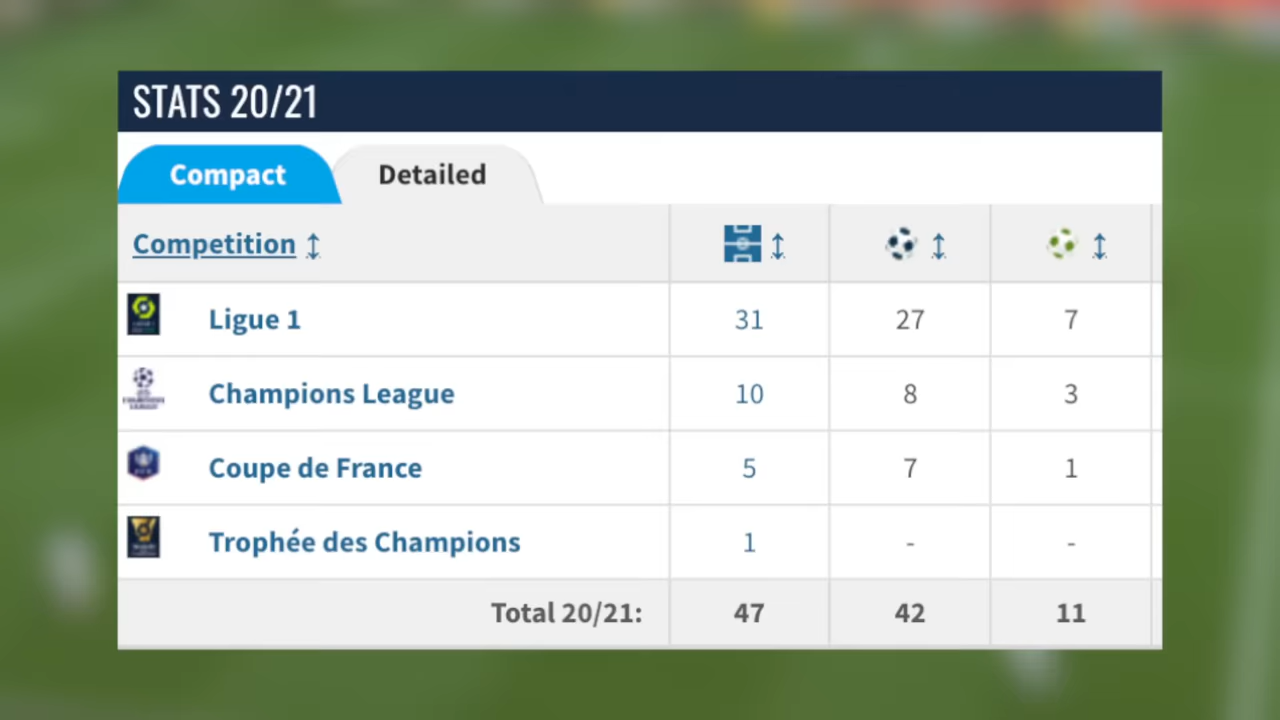 STATS 20/21
Compact Detailed
Competition
Ligue 1 31 27 7
Champions League 10 8 3
Coupe de France 5 7 1
Trophée des Champions 1 - -
Total 20/21: 47 42 11